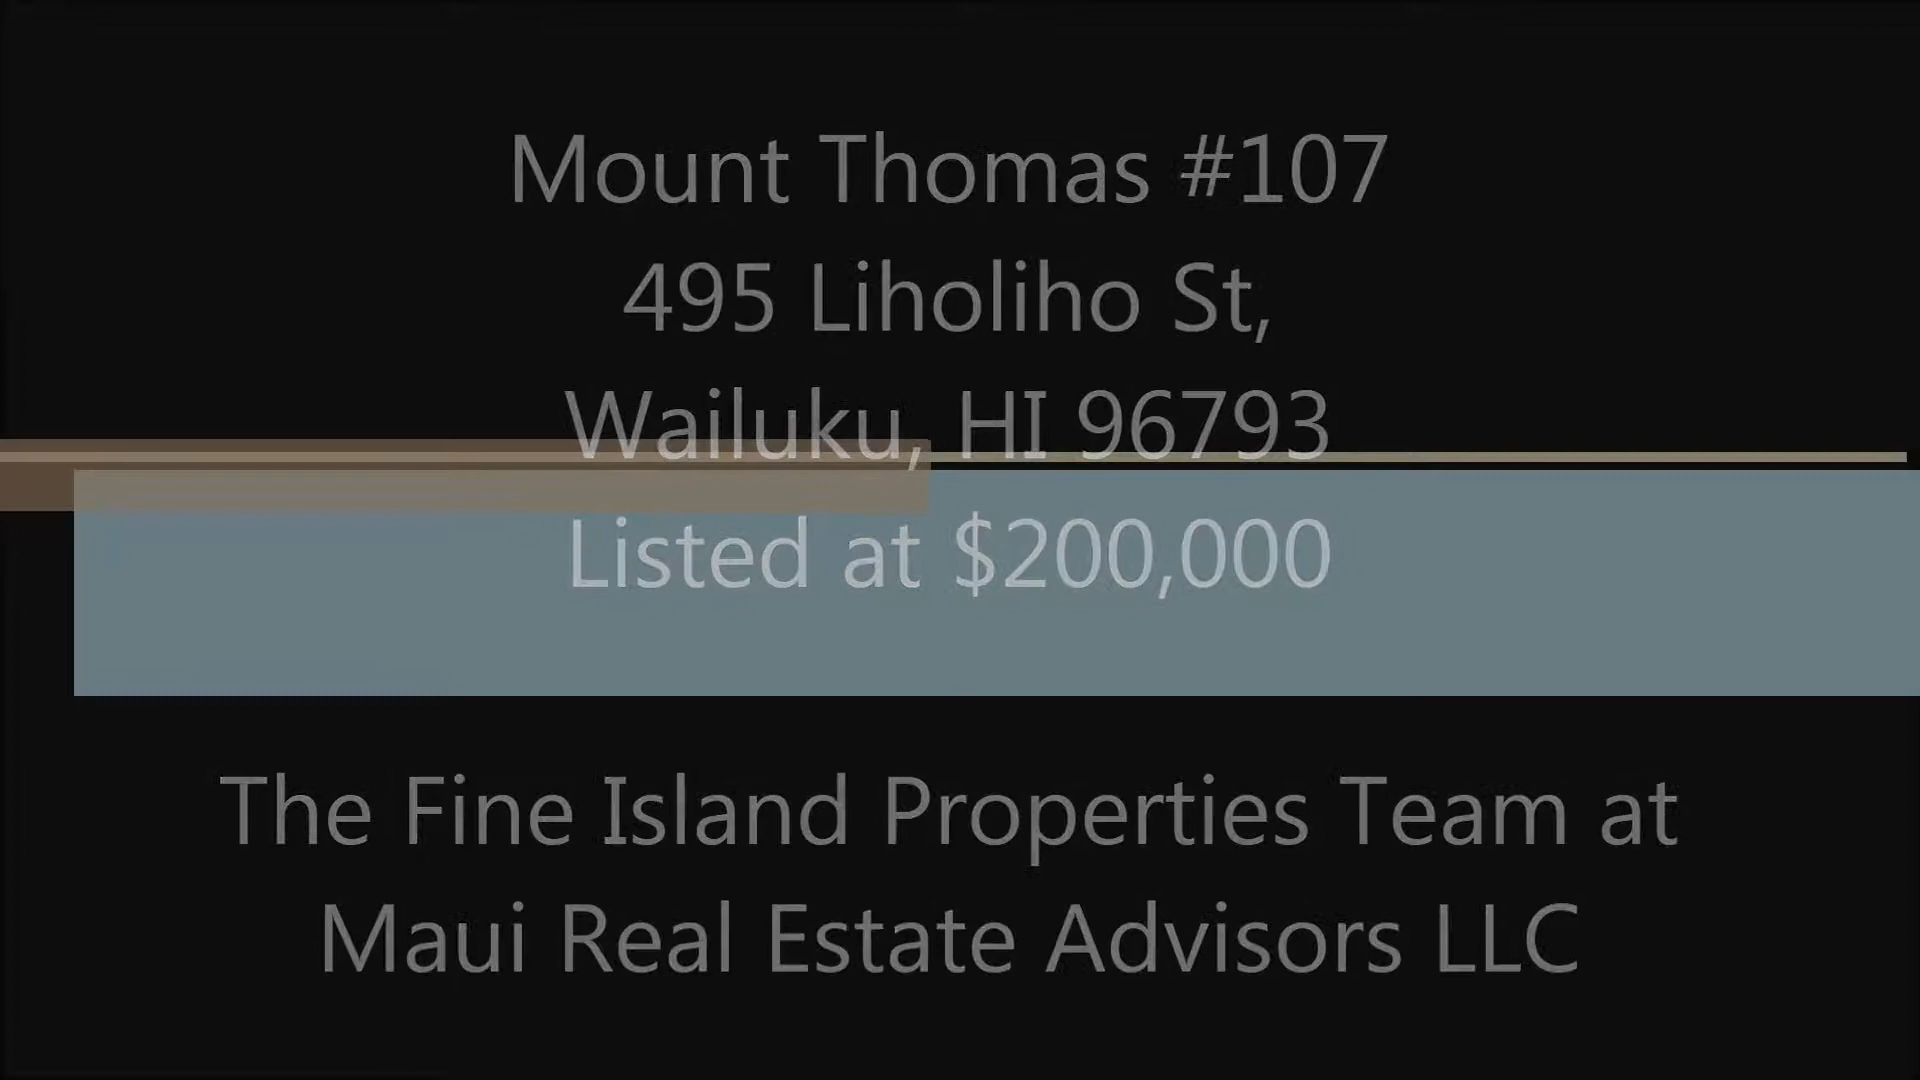 Mount Thomas #107
495 Liholiho St,
Wailuku, HI 96793
Listed at $200,000
The Fine Island Properties Team at
Maui Real Estate Advisors LLC